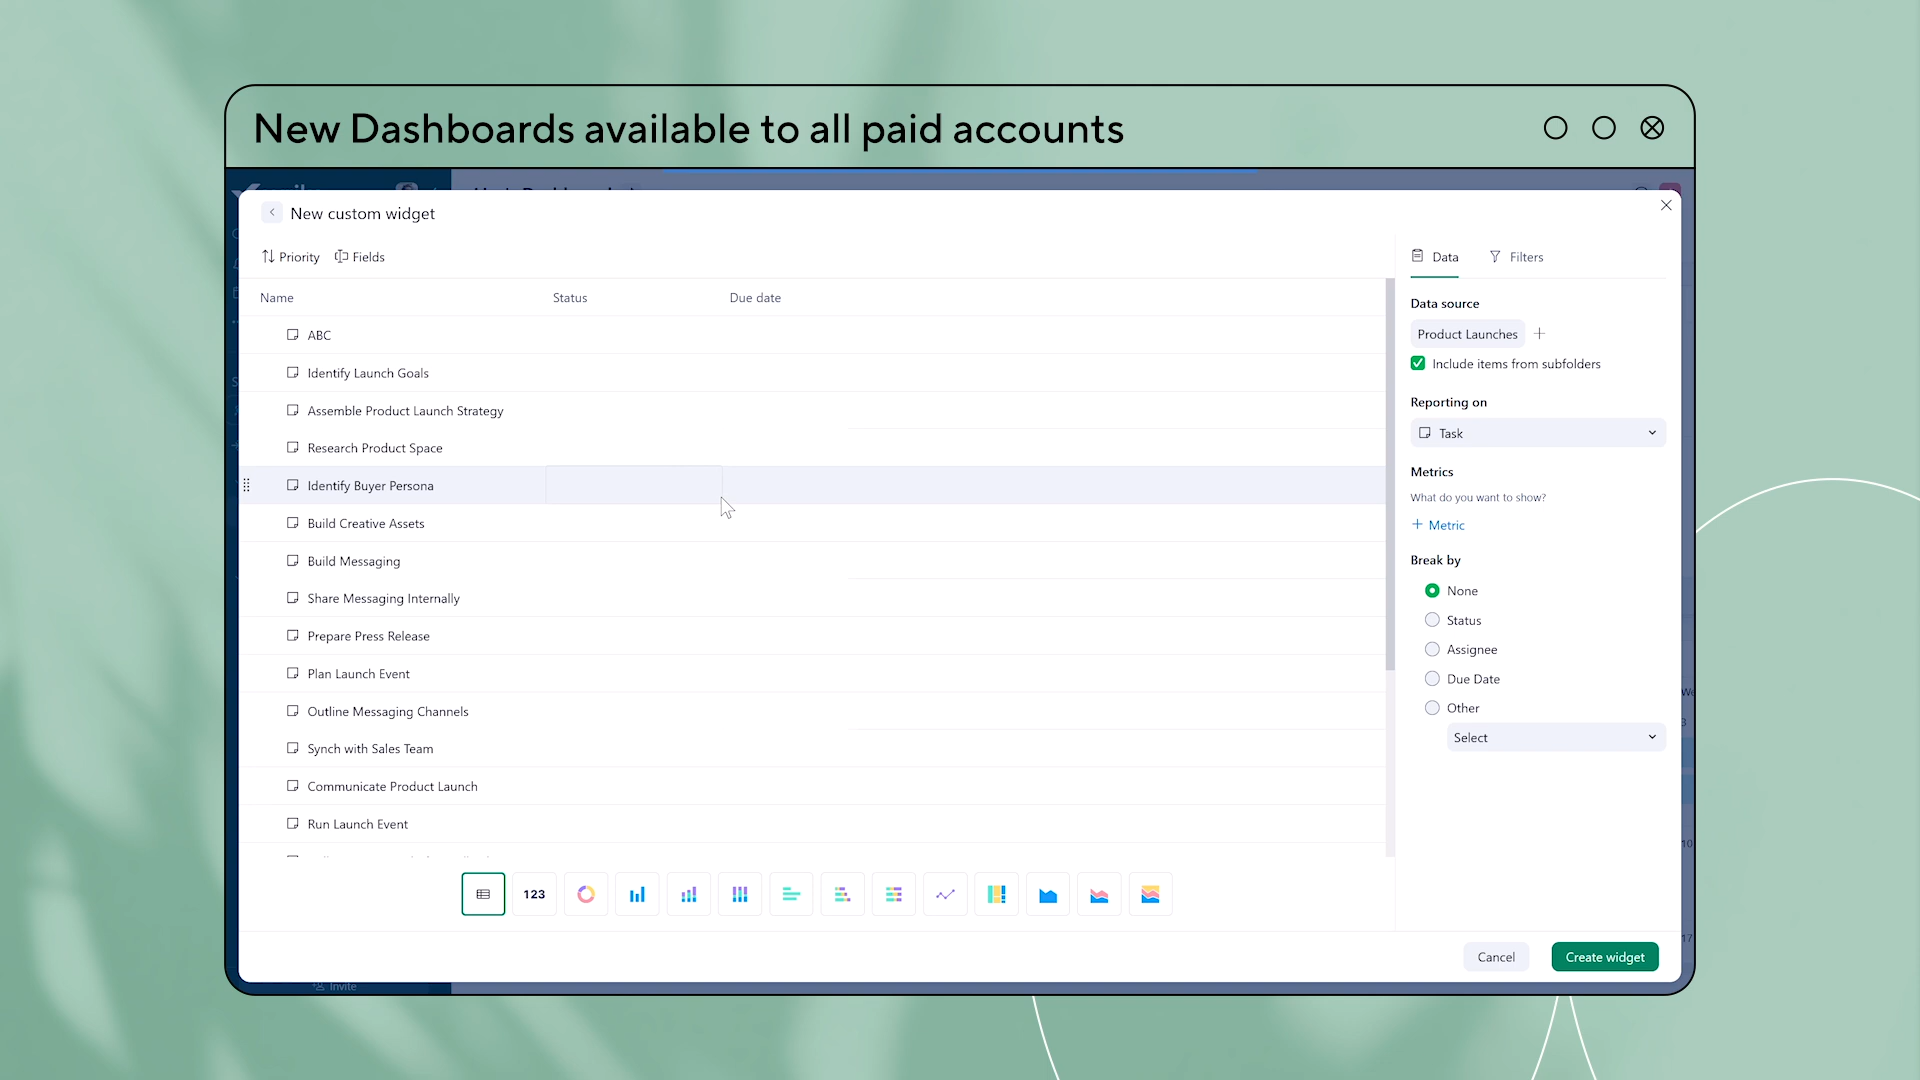 New Dashboards available to all paid accounts
New custom widget
Priority Fields
Data Filters
Name Status Due date
ABC
Identify Launch Goals
Assemble Product Launch Strategy
Research Product Space
Identify Buyer Persona
Build Creative Assets
Build Messaging
Share Messaging Internally
Prepare Press Release
Plan Launch Event
Outline Messaging Channels
Synch with Sales Team
Communicate Product Launch
Run Launch Event
Data source
Product Launches
Include items from subfolders
Reporting on
Task
Metrics
What do you want to show?
+ Metric
Break by
None
Status
Assignee
Due Date
Other
Select
123
Cancel Create widget
Invite
We
3
10
17